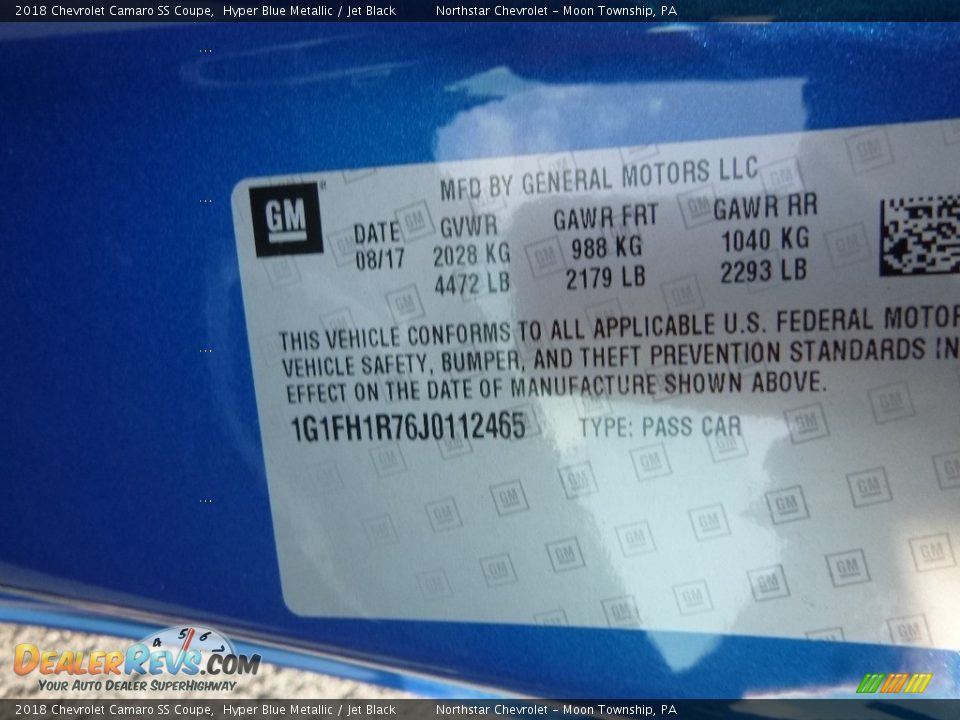 2018 Chevrolet Camaro SS Coupe, Hyper Blue Metallic / Jet Black Northstar Chevrolet - Moon Township, PA
GM
MFD BY GENERAL MOTORS LLC
DATE GVWR GAWR FRT GAWR RR
08/17 2028 KG 988 KG 1040 KG
4472 LB 2179 LB 2293 LB
THIS VEHICLE CONFORMS TO ALL APPLICABLE U.S. FEDERAL MOTOR
VEHICLE SAFETY, BUMPER, AND THEFT PREVENTION STANDARDS IN
EFFECT ON THE DATE OF MANUFACTURE SHOWN ABOVE.
1G1FH1R76J0112465 TYPE: PASS CAR
4 5 6
DealerRevs.com
Your Auto Dealer SuperHighway
2018 Chevrolet Camaro SS Coupe, Hyper Blue Metallic / Jet Black Northstar Chevrolet - Moon Township, PA